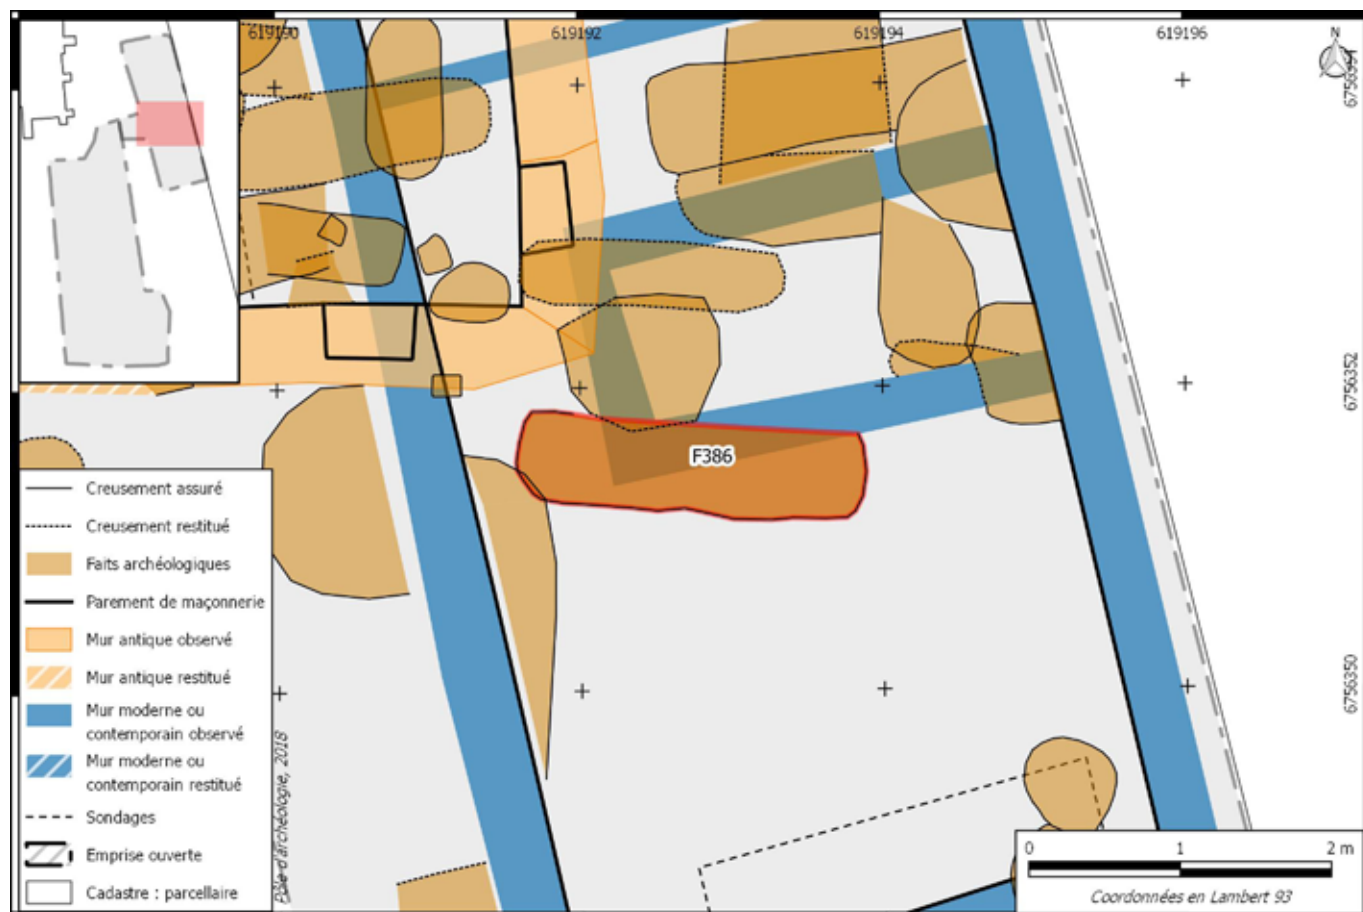 619190
619192
619194
619196
N
6756354
6756352
F386
6756350
Creusement assuré
Creusement restitué
Faits archéologiques
Parement de maçonnerie
Mur antique observé
Mur antique restitué
Mur moderne ou
contemporain observé
Mur moderne ou
contemporain restitué
Sondages
Emprise ouverte
Cadastre : parcellaire
Pôle d'archéologie, 2018
0 1 2 m
Coordonnées en Lambert 93